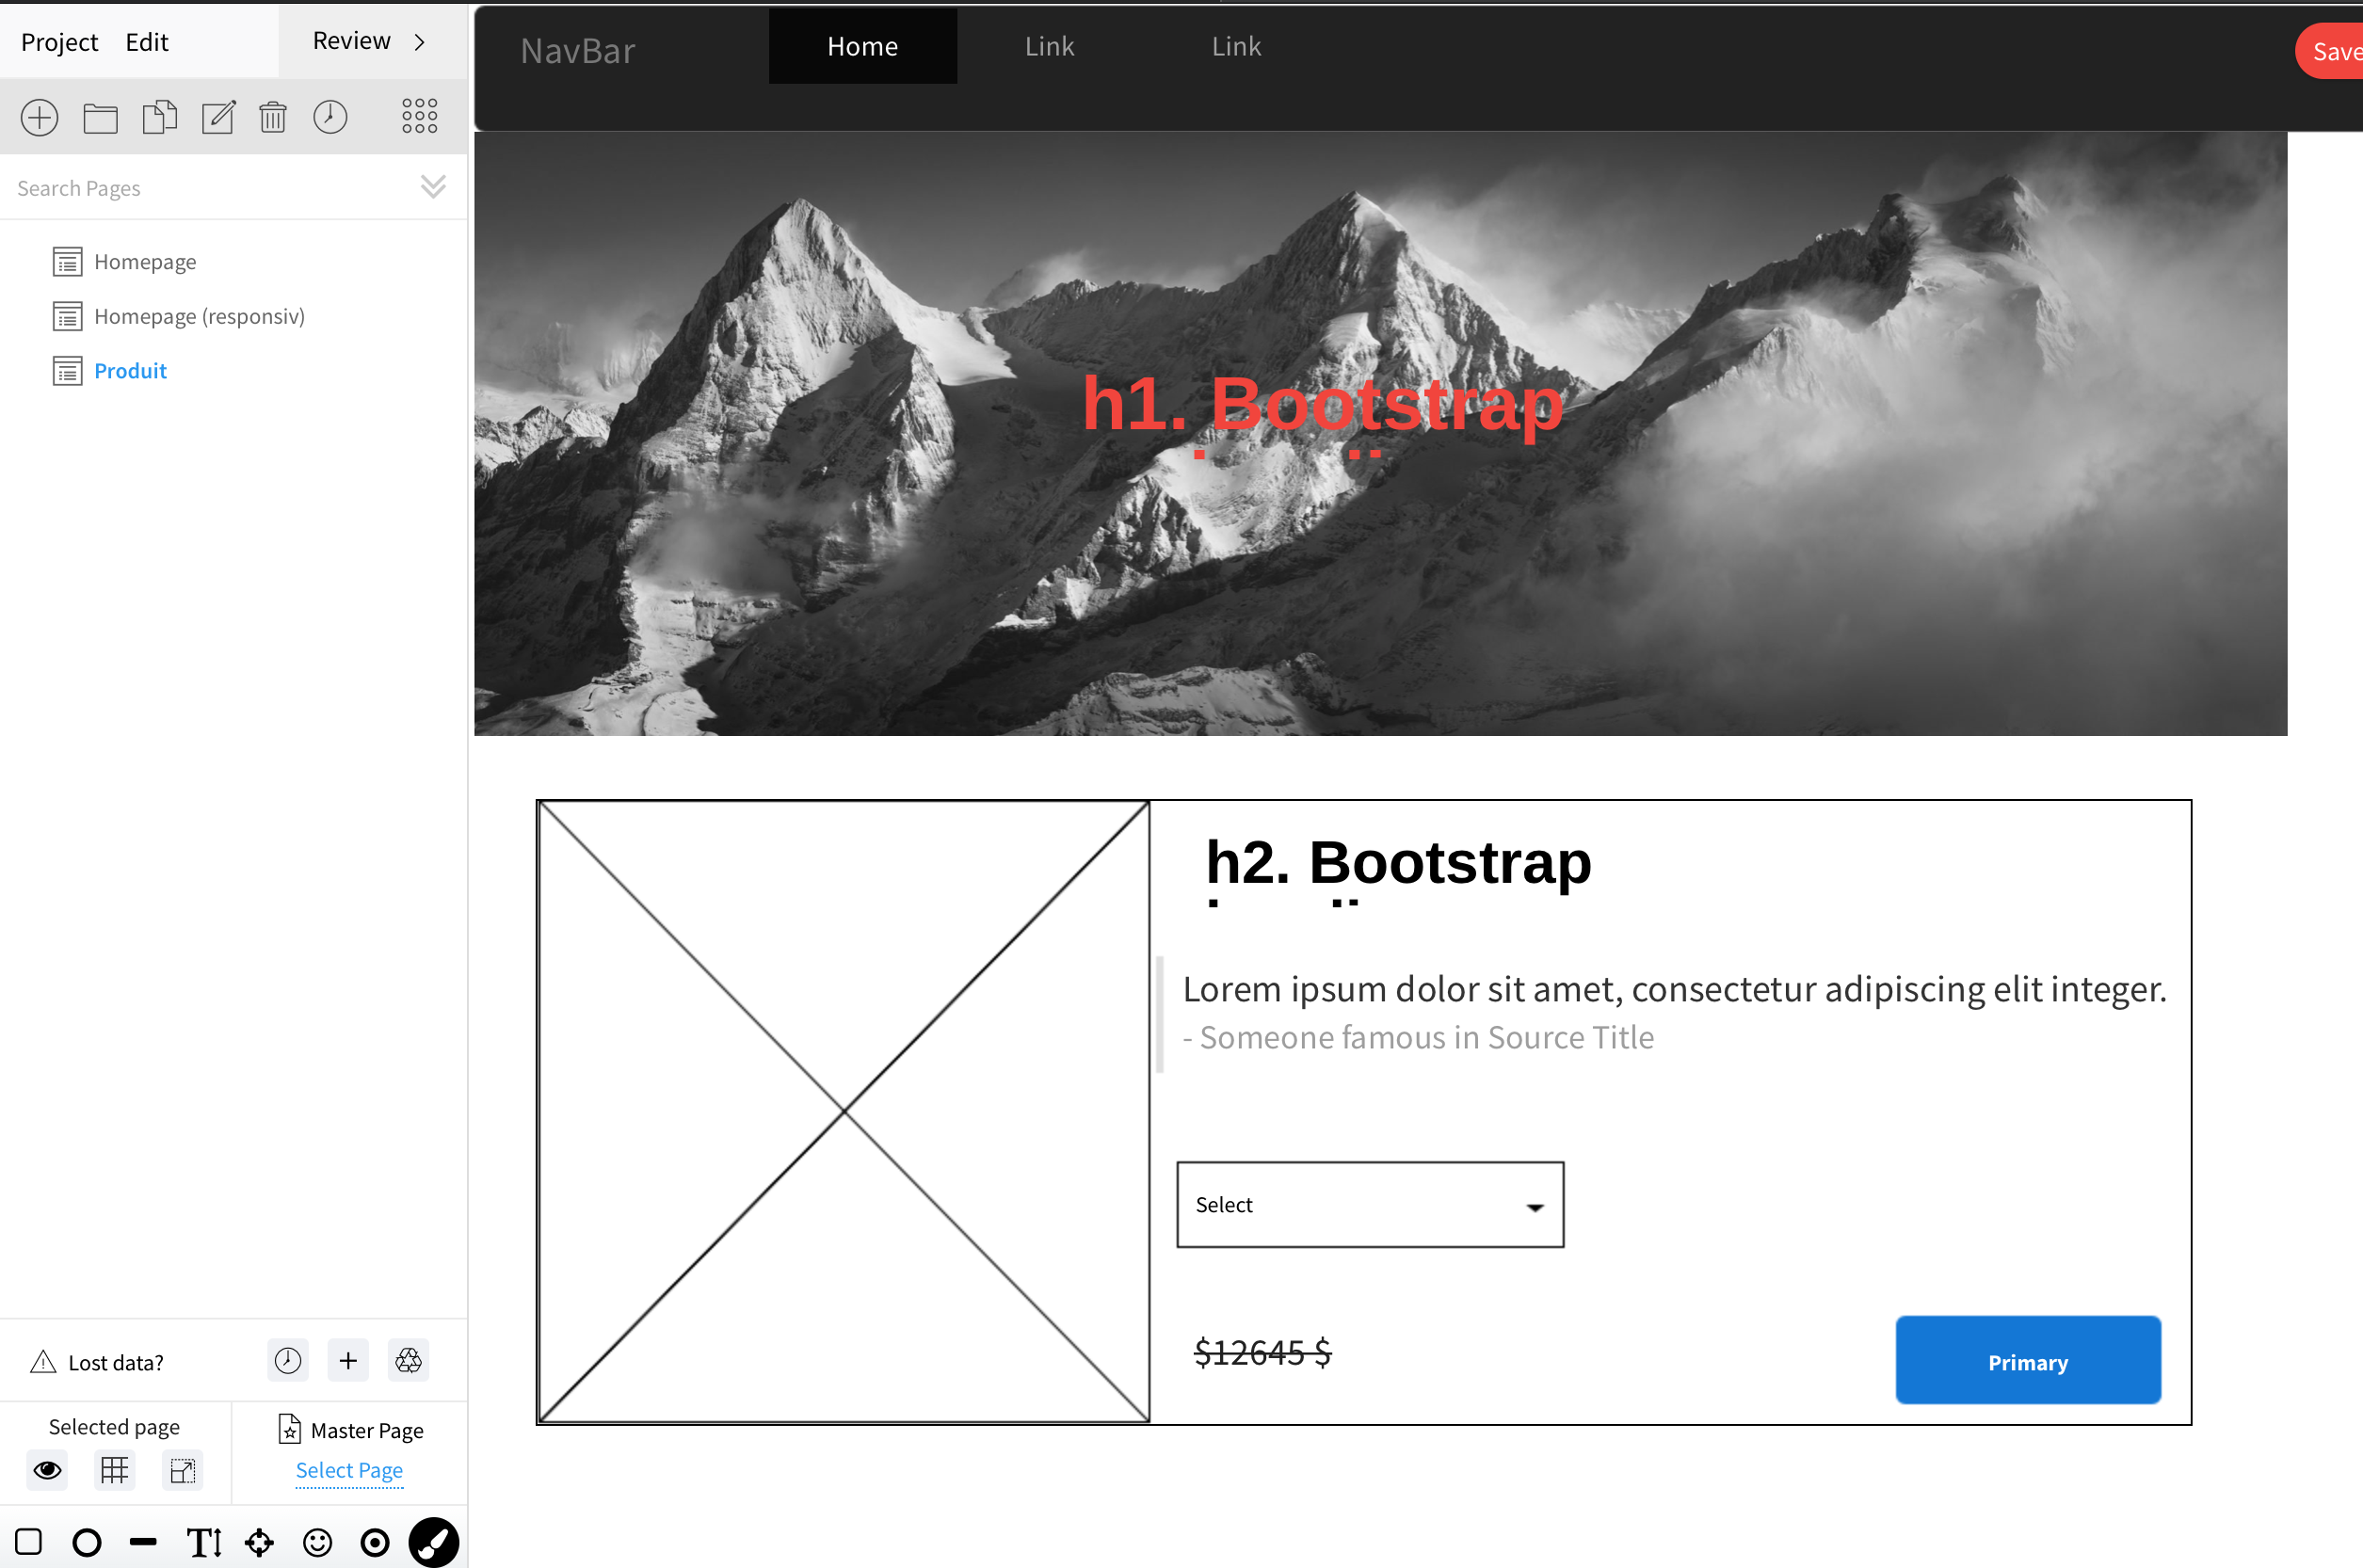 Project Edit Review
Search Pages
Homepage
Homepage (responsiv)
Produit
Lost data?
Selected page
Master Page
Select Page
NavBar Home Link Link
Save
h1. Bootstrap
h2. Bootstrap
Lorem ipsum dolor sit amet, consectetur adipiscing elit integer.
- Someone famous in Source Title
Select
$12645 $
Primary